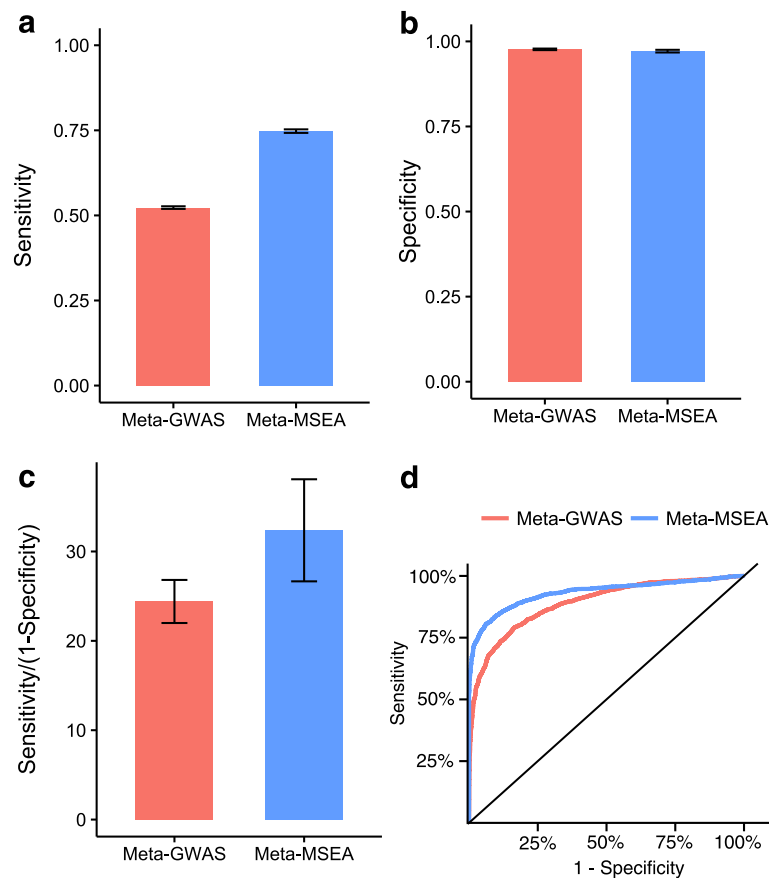 a
1.00
0.75
0.50
0.25
0.00
Sensitivity
Meta-GWAS Meta-MSEA
b
1.00
0.75
0.50
0.25
0.00
Specificity
Meta-GWAS Meta-MSEA
c
30
20
10
0
Sensitivity/(1-Specificity)
Meta-GWAS Meta-MSEA
d
Meta-GWAS Meta-MSEA
100%
75%
50%
25%
Sensitivity
25% 50% 75% 100%
1 - Specificity